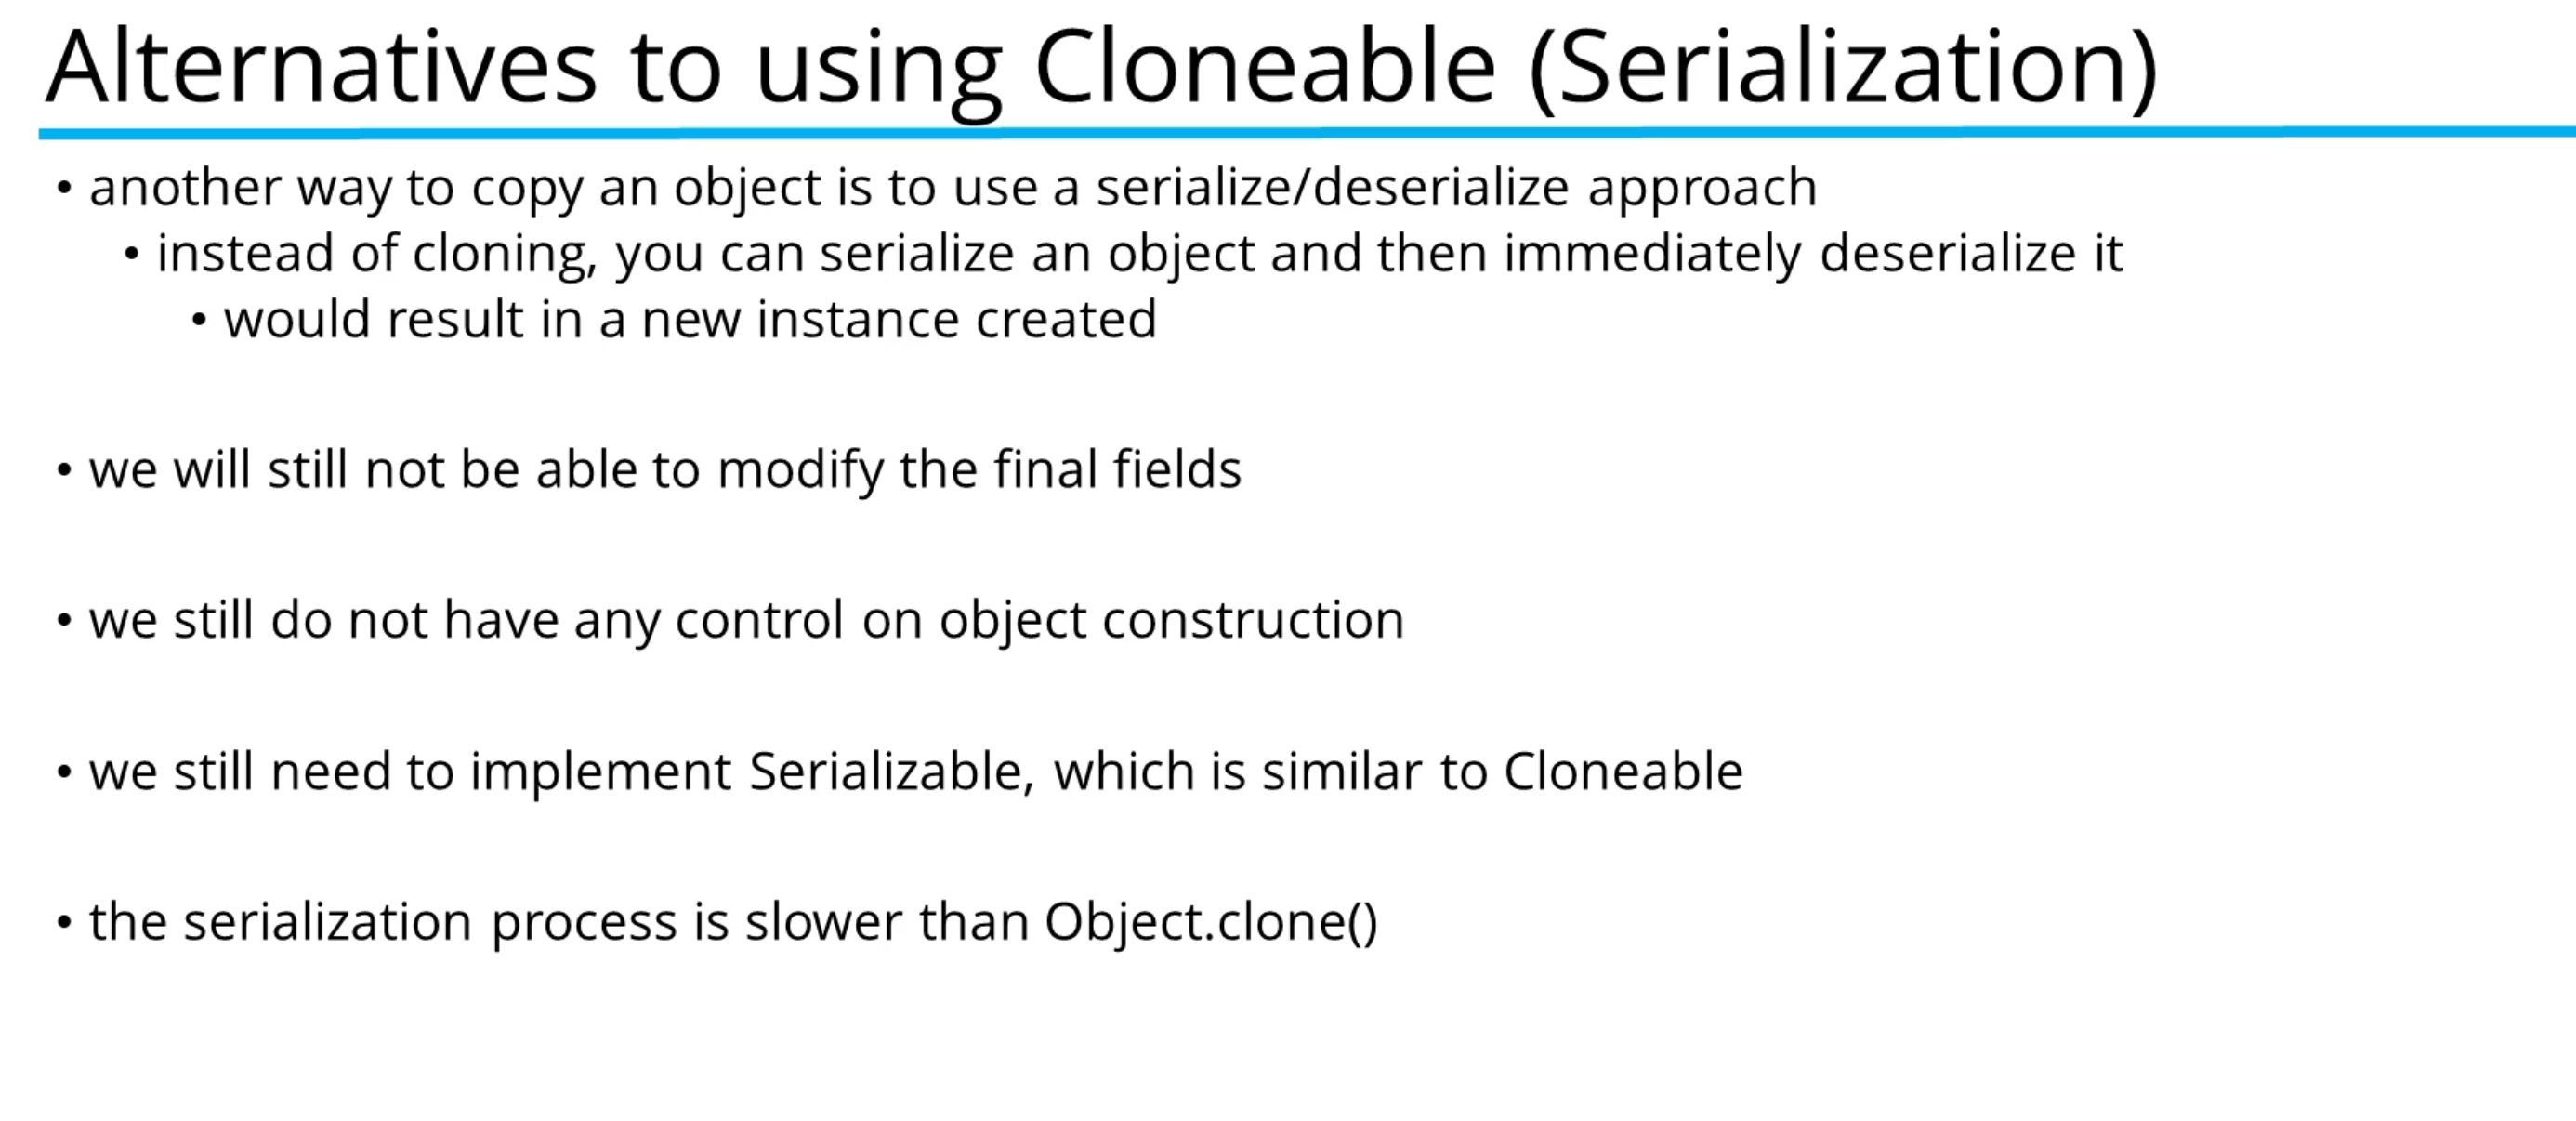 Alternatives to using Cloneable (Serialization)
• another way to copy an object is to use a serialize/deserialize approach
• instead of cloning, you can serialize an object and then immediately deserialize it
• would result in a new instance created
• we will still not be able to modify the final fields
• we still do not have any control on object construction
• we still need to implement Serializable, which is similar to Cloneable
• the serialization process is slower than Object.clone()